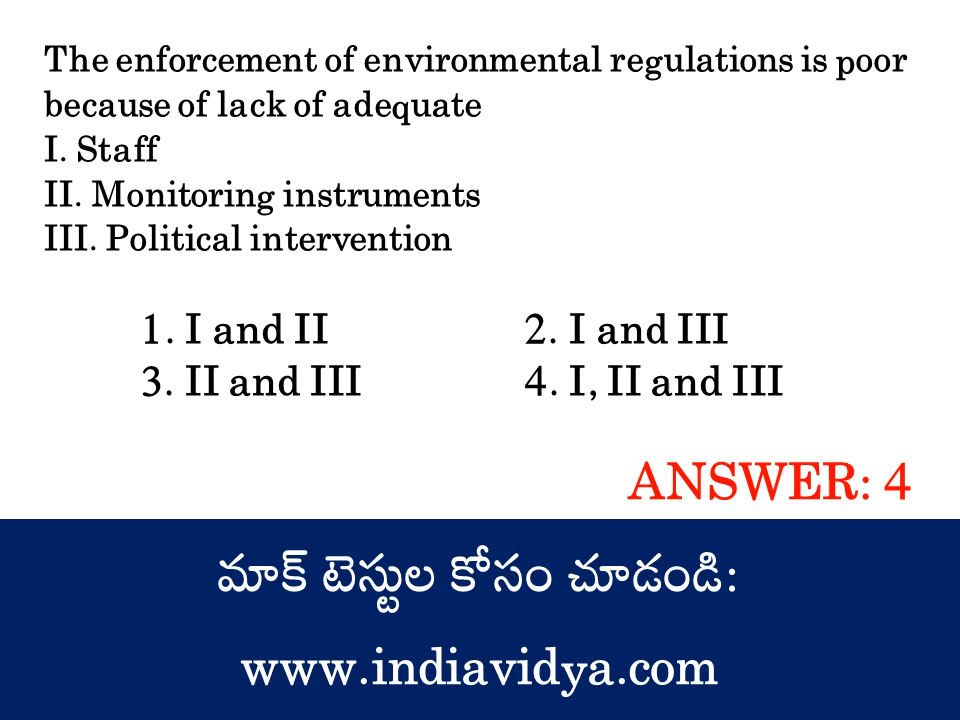 The enforcement of environmental regulations is poor
because of lack of adequate
I. Staff
II. Monitoring instruments
III. Political intervention
1. I and II 2. I and III
3. II and III 4. I, II and III
ANSWER: 4
మాక్ టెస్టుల కోసం చూడండి:
www.indiavidya.com